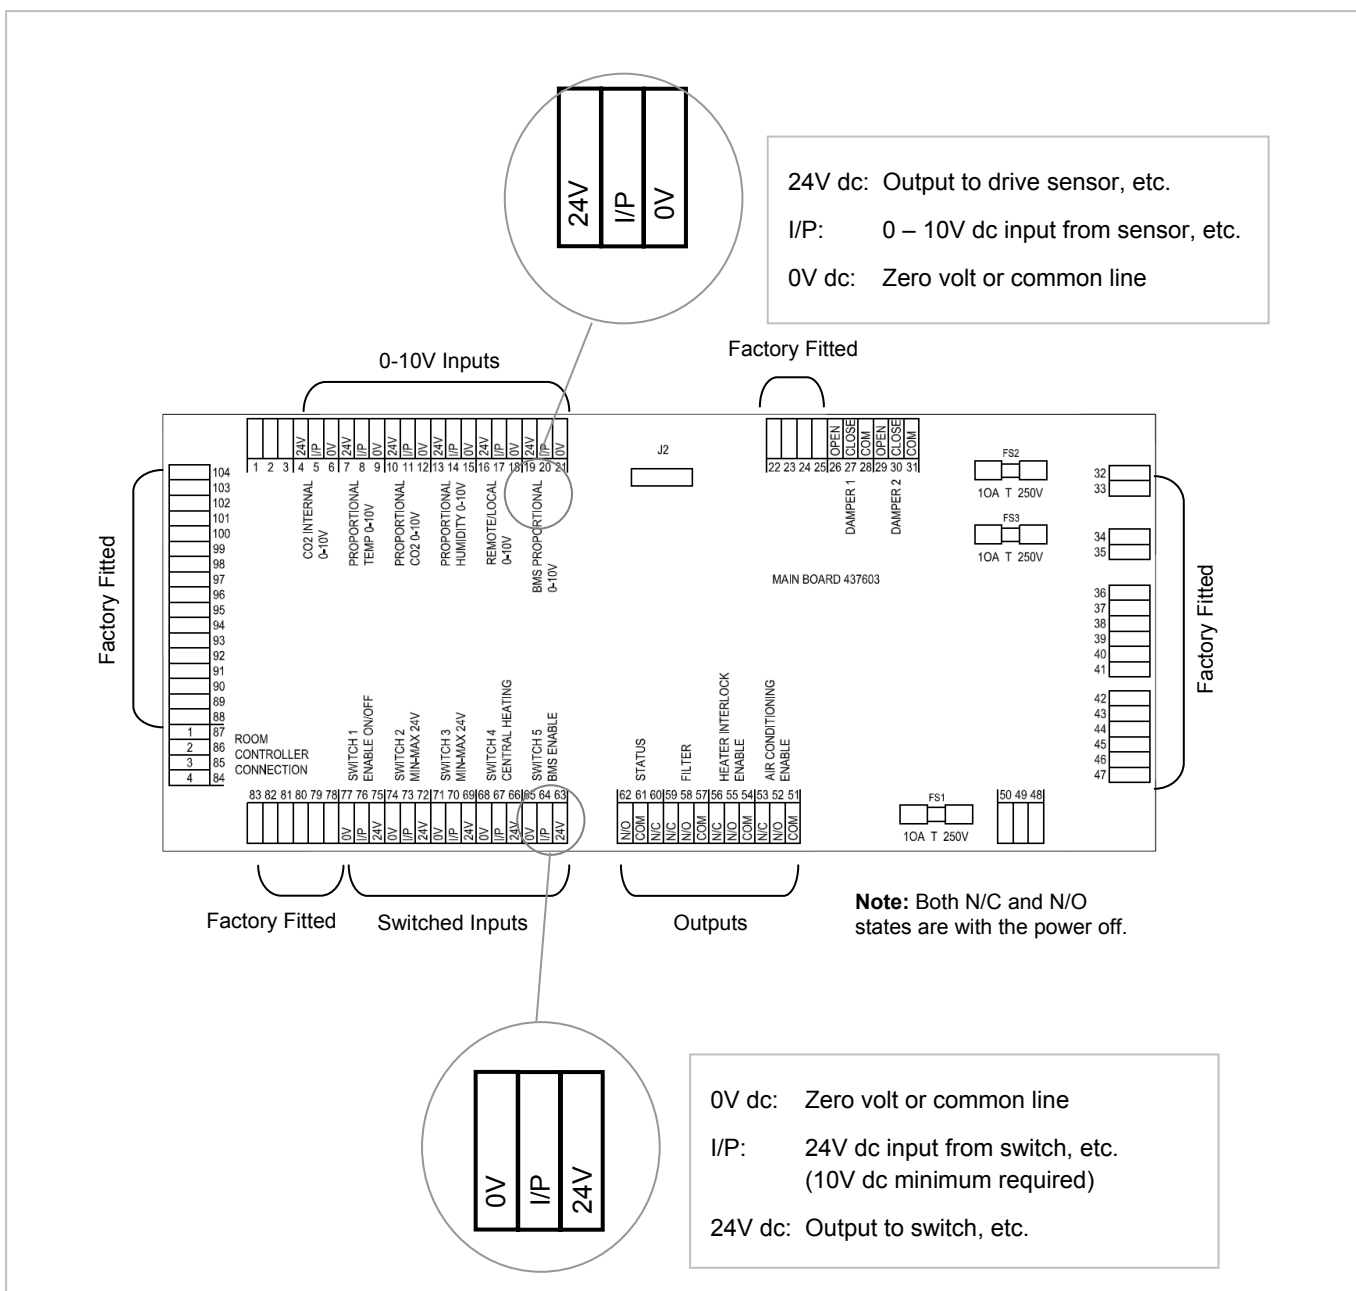 24V
I/P
0V
24V dc: Output to drive sensor, etc.
I/P: 0 – 10V dc input from sensor, etc.
0V dc: Zero volt or common line
0-10V Inputs
Factory Fitted
24V I/P 0V 24V I/P 0V 24V I/P 0V 24V I/P 0V 24V I/P 0V 24V I/P 0V
1 2 3 4 5 6 7 8 9 10 11 12 13 14 15 16 17 18 19 20 21
CO2 INTERNAL
0-10V
PROPORTIONAL
TEMP 0-10V
PROPORTIONAL
CO2 0-10V
PROPORTIONAL
HUMIDITY 0-10V
REMOTE/LOCAL
0-10V
BMS PROPORTIONAL
0-10V
J2
OPEN CLOSE COM OPEN CLOSE COM
22 23 24 25 26 27 28 29 30 31
DAMPER 1
DAMPER 2
FS2
10A T 250V
FS3
10A T 250V
MAIN BOARD 437603
32
33
34
35
36
37
38
39
40
41
42
43
44
45
46
47
Factory Fitted
Factory Fitted
104
103
102
101
100
99
98
97
96
95
94
93
92
91
90
89
88
1 87
2 86
3 85
4 84
ROOM
CONTROLLER
CONNECTION
SWITCH 1
ENABLE ON/OFF
SWITCH 2
MIN-MAX 24V
SWITCH 3
MIN-MAX 24V
SWITCH 4
CENTRAL HEATING
SWITCH 5
BMS ENABLE
83 82 81 80 79 78 77 76 75 74 73 72 71 70 69 68 67 66 65 64 63
0V I/P 24V 0V I/P 24V 0V I/P 24V 0V I/P 24V 0V I/P 24V
STATUS
FILTER
HEATER INTERLOCK
ENABLE
AIR CONDITIONING
ENABLE
62 61 60 59 58 57 56 55 54 53 52 51
N/O COM N/C N/C N/O COM N/C N/O COM N/C N/O COM
FS1
10A T 250V
50 49 48
Factory Fitted
Switched Inputs
Outputs
Note: Both N/C and N/O
states are with the power off.
0V
I/P
24V
0V dc: Zero volt or common line
I/P: 24V dc input from switch, etc.
(10V dc minimum required)
24V dc: Output to switch, etc.